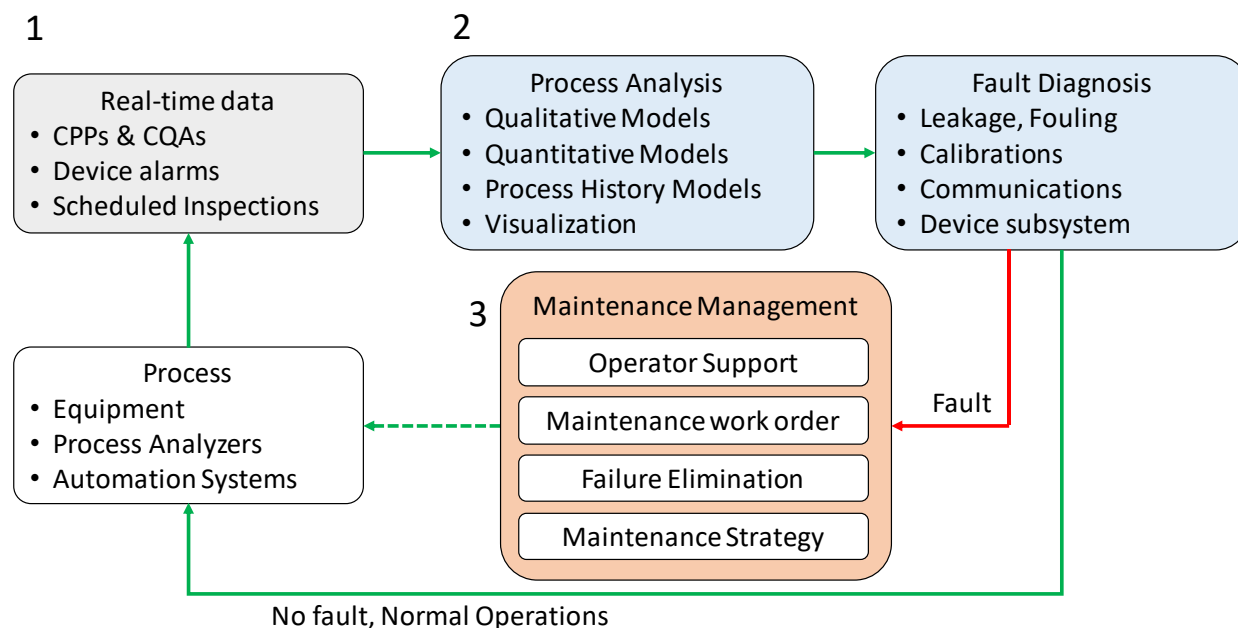 1
Real-time data
• CPPs & CQAs
• Device alarms
• Scheduled Inspections
2
Process Analysis
• Qualitative Models
• Quantitative Models
• Process History Models
• Visualization
Fault Diagnosis
• Leakage, Fouling
• Calibrations
• Communications
• Device subsystem
3
Maintenance Management
Operator Support
Maintenance work order
Failure Elimination
Maintenance Strategy
Fault
Process
• Equipment
• Process Analyzers
• Automation Systems
No fault, Normal Operations